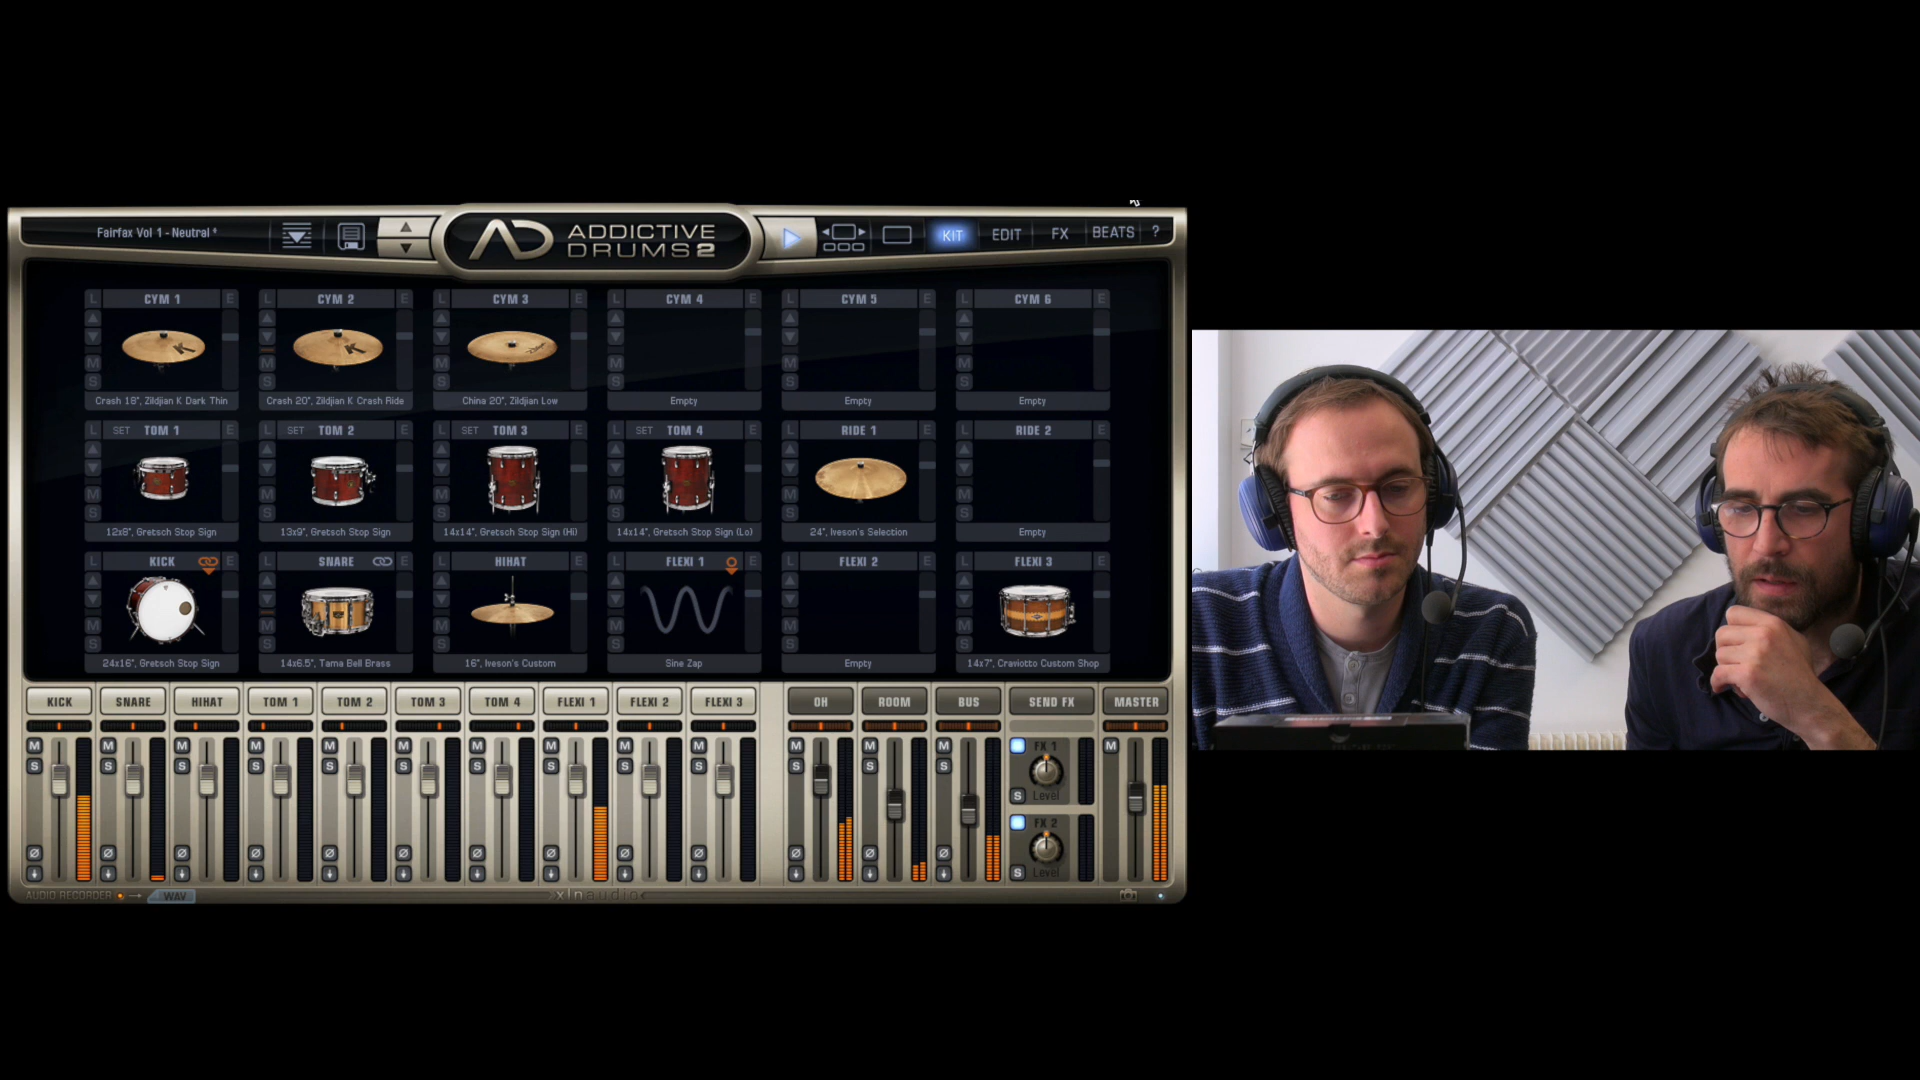 Fairfax Vol 1 - Neutral *
ADDICTIVE
DRUMS 2
KIT EDIT FX BEATS ?
L CYM 1 E L CYM 2 E L CYM 3 E L CYM 4 E L CYM 5 E L CYM 6 E
M M M M M M
S S S S S S
Crash 18", Zildjian K Dark Thin Crash 20", Zildjian K Crash Ride China 20", Zildjian Low Empty Empty Empty
L SET TOM 1 E L SET TOM 2 E L SET TOM 3 E L SET TOM 4 E L RIDE 1 E L RIDE 2 E
M M M M M M
S S S S S S
12x8", Gretsch Stop Sign 13x9", Gretsch Stop Sign 14x14", Gretsch Stop Sign (Hi) 14x14", Gretsch Stop Sign (Lo) 24", Iveson's Selection Empty
L KICK E L SNARE E L HIHAT E L FLEXI 1 E L FLEXI 2 E L FLEXI 3 E
M M M M M M
S S S S S S
24x16", Gretsch Stop Sign 14x6.5", Tama Bell Brass 16", Iveson's Custom Sine Zap Empty 14x7", Craviotto Custom Shop
KICK SNARE HIHAT TOM 1 TOM 2 TOM 3 TOM 4 FLEXI 1 FLEXI 2 FLEXI 3 OH ROOM BUS SEND FX MASTER
M M M M M M M M M M M M M FX 1 M
S S S S S S S S S S S S S
S Level
FX 2
S Level
AUDIO RECORDER WAV xlnaudio